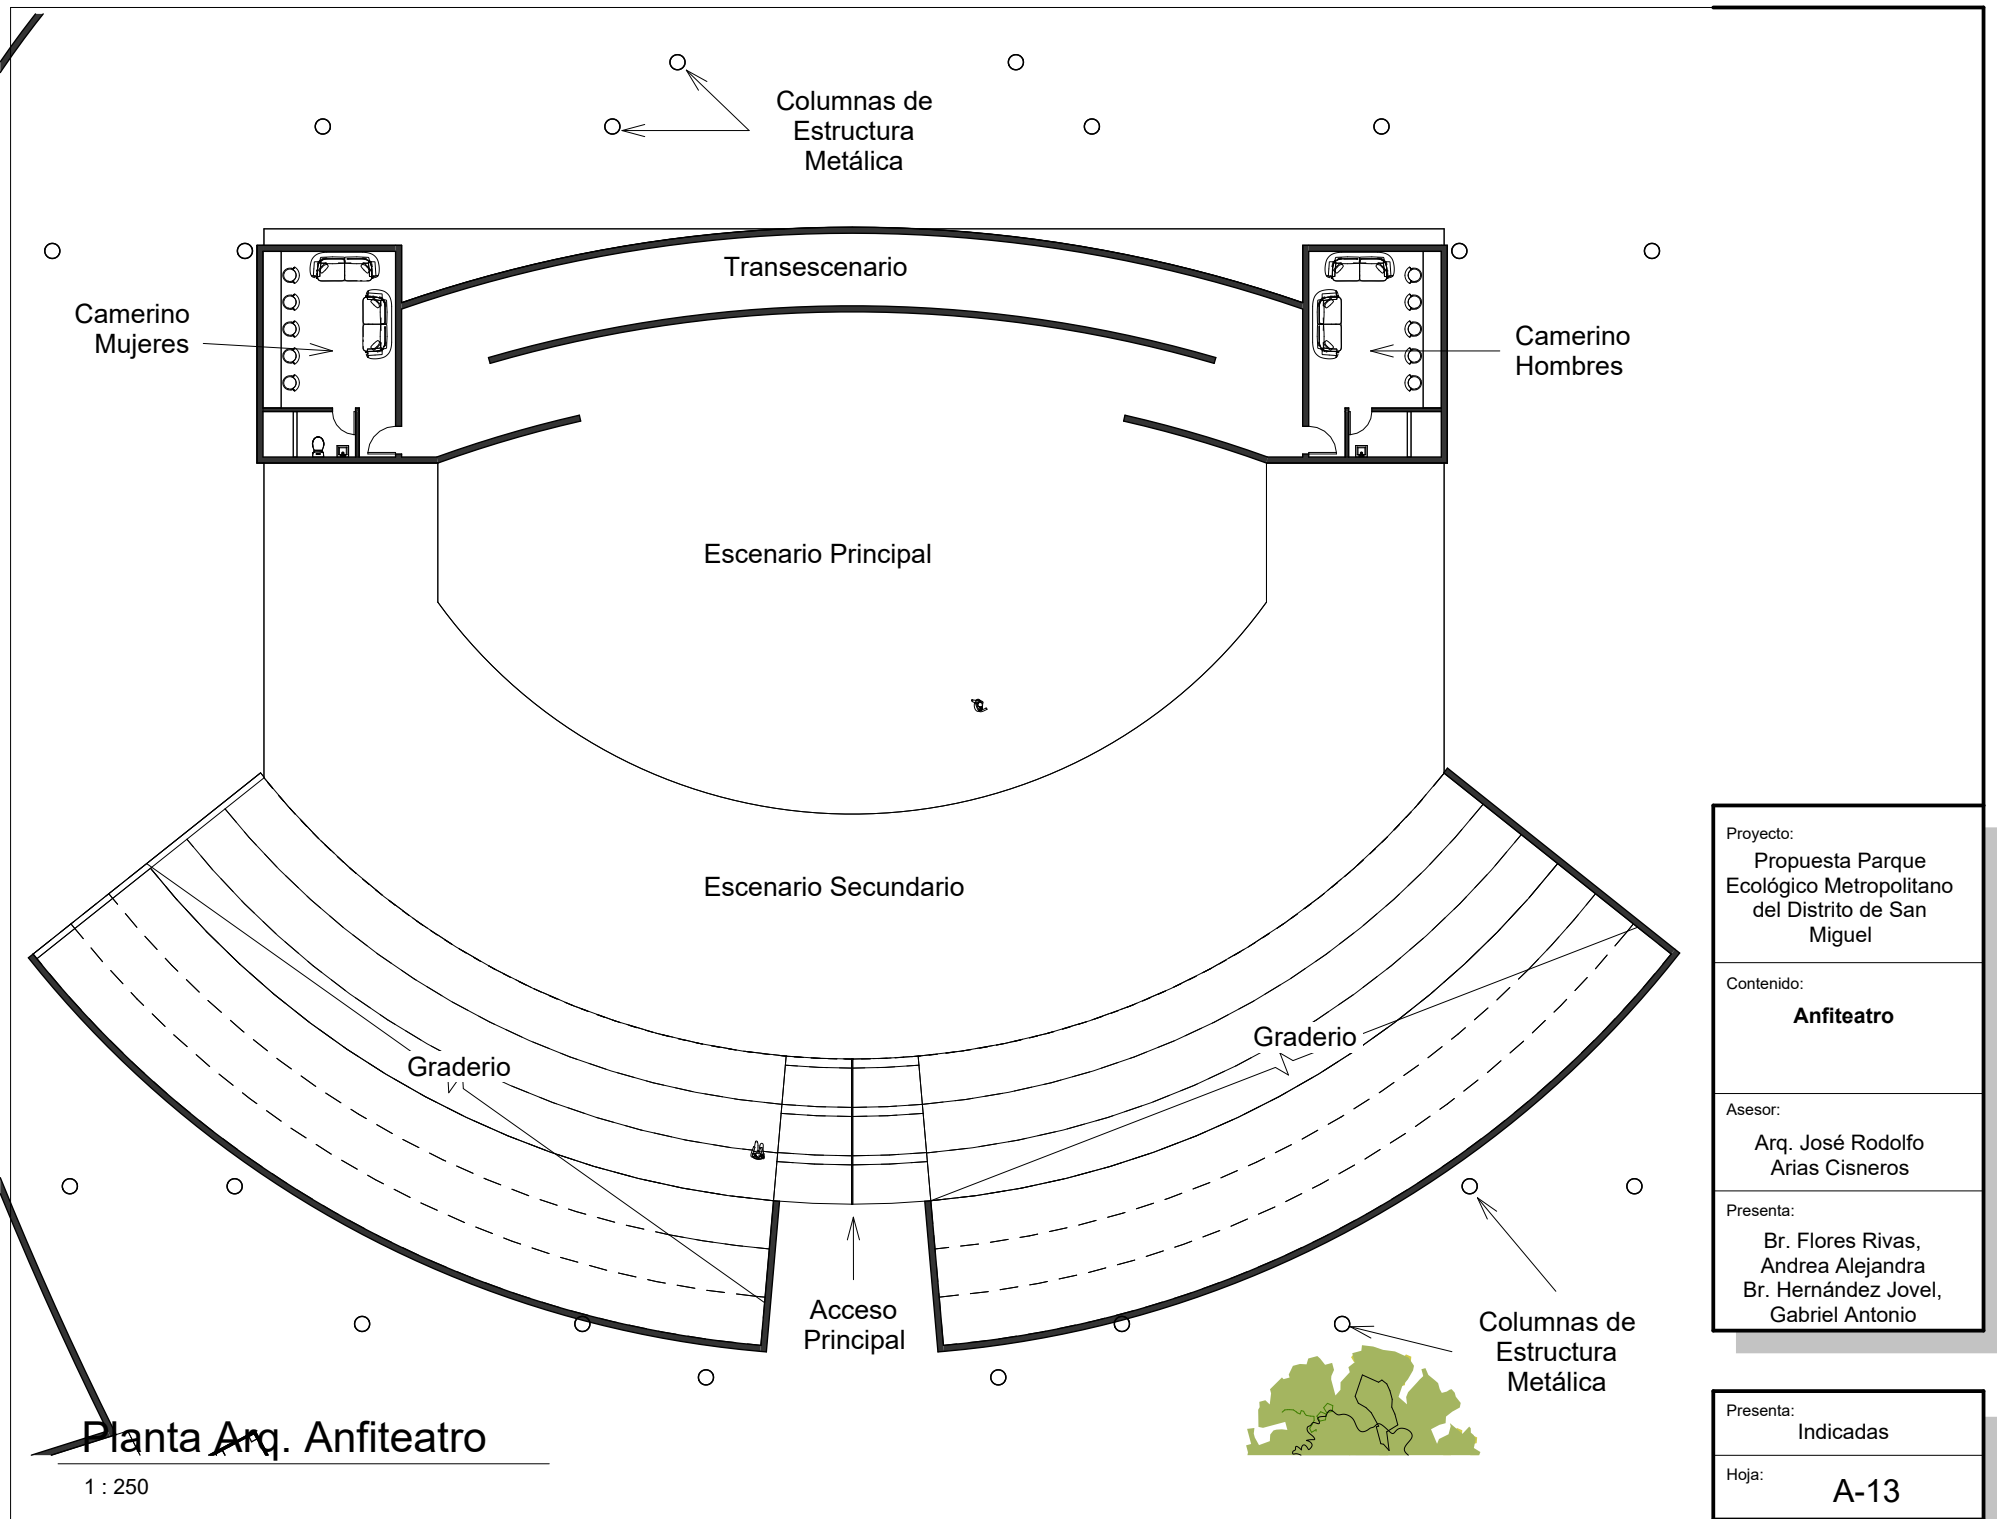 Columnas de
Estructura
Metálica
Transescenario
Camerino
Mujeres
Camerino
Hombres
Escenario Principal
Escenario Secundario
Graderio
Graderio
Acceso
Principal
Columnas de
Estructura
Metálica
Planta Arq. Anfiteatro
1 : 250
Proyecto:
Propuesta Parque
Ecológico Metropolitano
del Distrito de San
Miguel
Contenido:
Anfiteatro
Asesor:
Arq. José Rodolfo
Arias Cisneros
Presenta:
Br. Flores Rivas,
Andrea Alejandra
Br. Hernández Jovel,
Gabriel Antonio
Presenta:
Indicadas
Hoja:
A-13